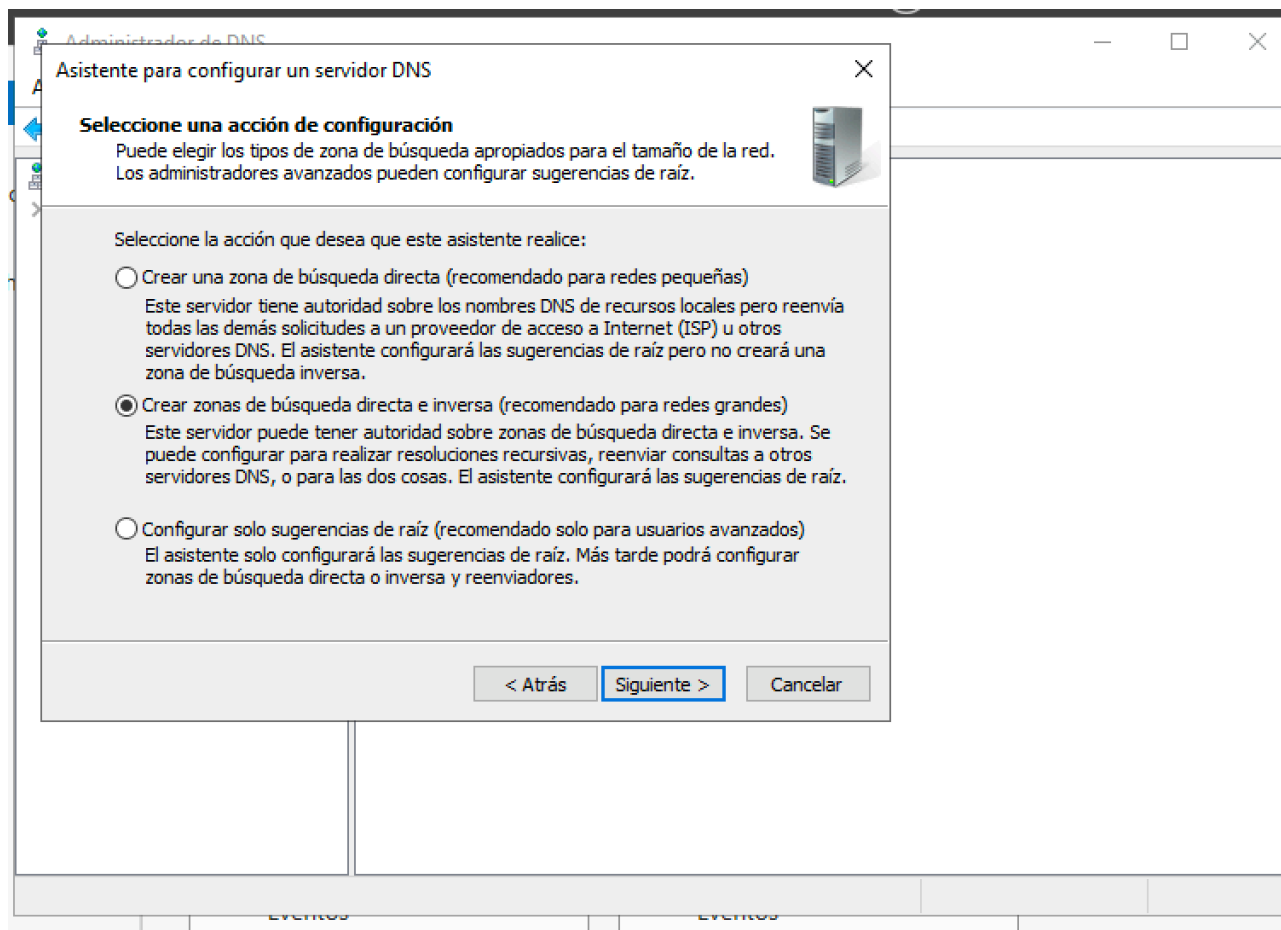 Administrador de DNS
Asistente para configurar un servidor DNS
A
Seleccione una acción de configuración
Puede elegir los tipos de zona de búsqueda apropiados para el tamaño de la red.
Los administradores avanzados pueden configurar sugerencias de raíz.
Seleccione la acción que desea que este asistente realice:
Crear una zona de búsqueda directa (recomendado para redes pequeñas)
Este servidor tiene autoridad sobre los nombres DNS de recursos locales pero reenvía
todas las demás solicitudes a un proveedor de acceso a Internet (ISP) u otros
servidores DNS. El asistente configurará las sugerencias de raíz pero no creará una
zona de búsqueda inversa.
Crear zonas de búsqueda directa e inversa (recomendado para redes grandes)
Este servidor puede tener autoridad sobre zonas de búsqueda directa e inversa. Se
puede configurar para realizar resoluciones recursivas, reenviar consultas a otros
servidores DNS, o para las dos cosas. El asistente configurará las sugerencias de raíz.
Configurar solo sugerencias de raíz (recomendado solo para usuarios avanzados)
El asistente solo configurará las sugerencias de raíz. Más tarde podrá configurar
zonas de búsqueda directa o inversa y reenviadores.
< Atrás Siguiente > Cancelar
Eventos Eventos